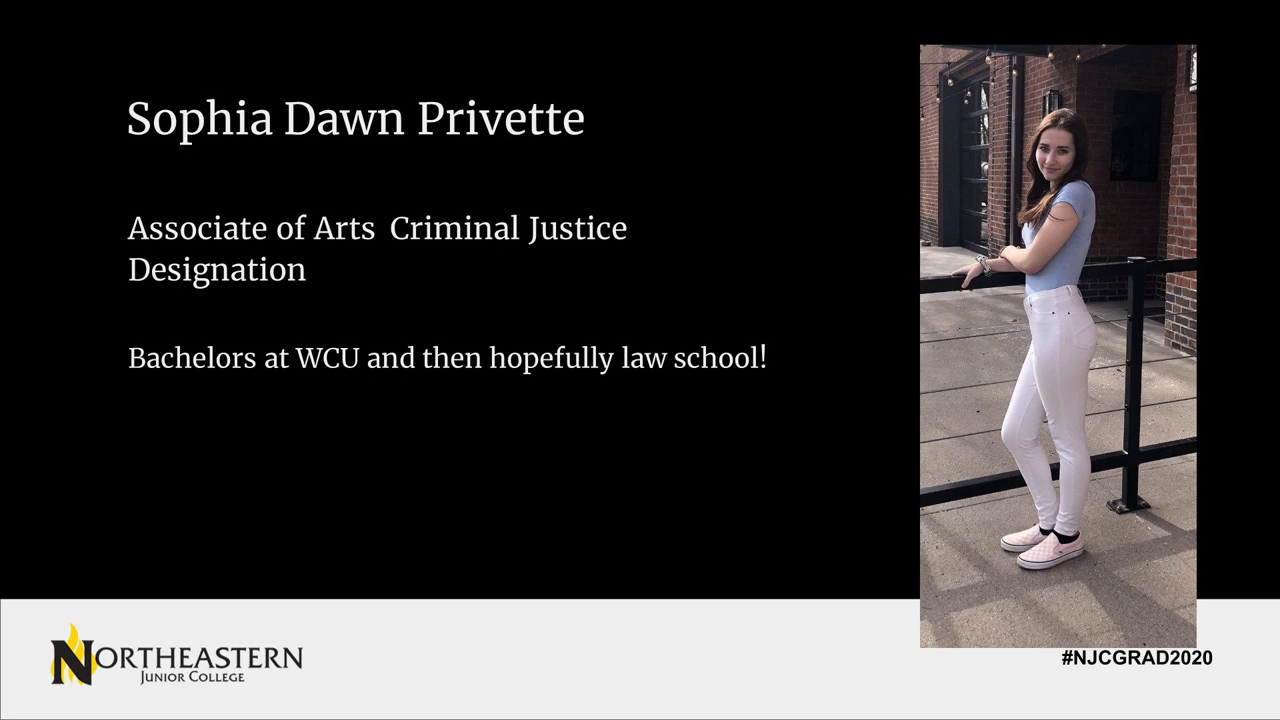 Sophia Dawn Privette
Associate of Arts Criminal Justice
Designation
Bachelors at WCU and then hopefully law school!
NORTHEASTERN
JUNIOR COLLEGE
#NJCGRAD2020